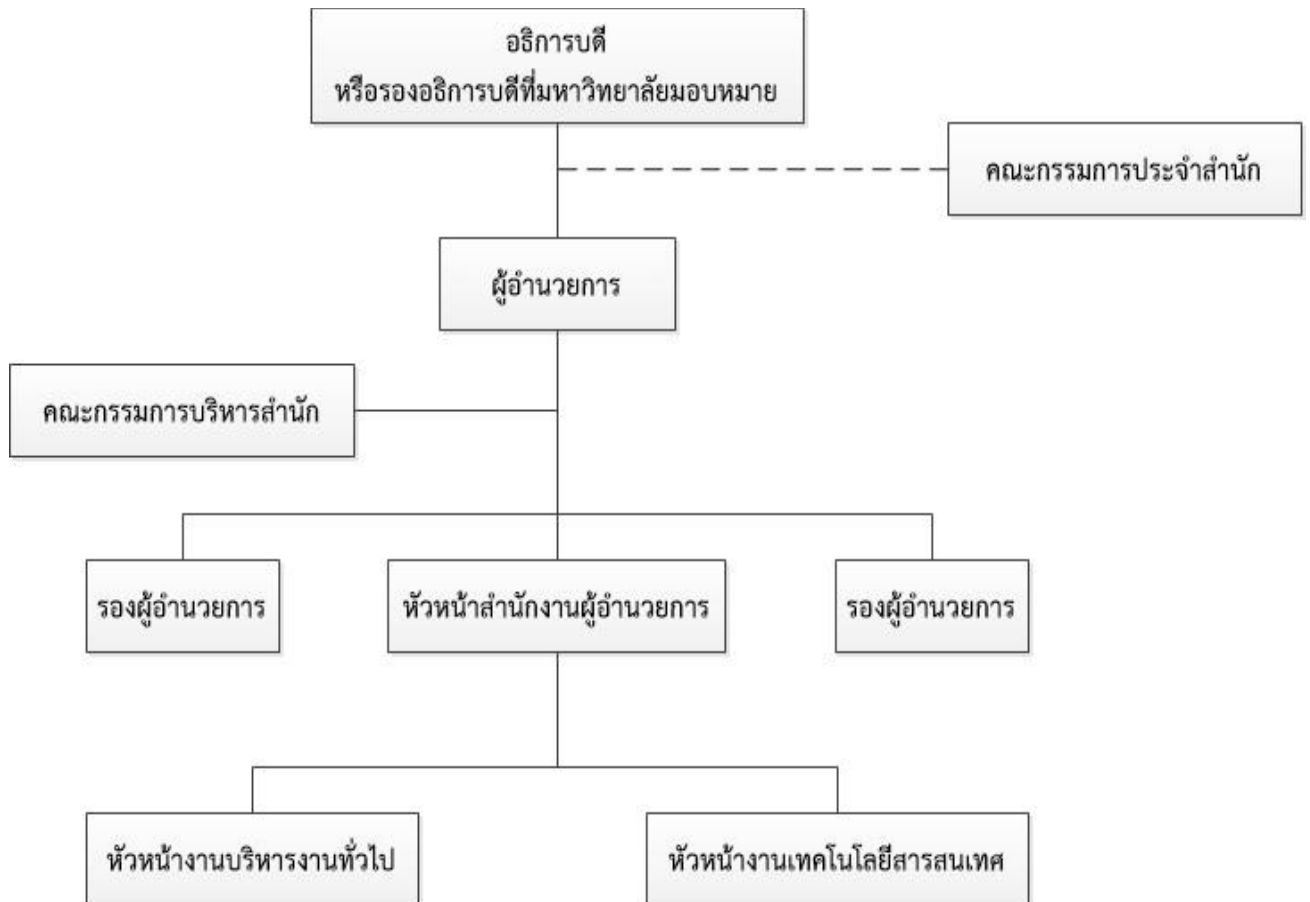 อธิการบดี
หรือรองอธิการบดีที่มหาวิทยาลัยมอบหมาย
คณะกรรมการประจำสำนัก
ผู้อำนวยการ
คณะกรรมการบริหารสำนัก
รองผู้อำนวยการ
หัวหน้าสำนักงานผู้อำนวยการ
รองผู้อำนวยการ
หัวหน้างานบริหารงานทั่วไป
หัวหน้างานเทคโนโลยีสารสนเทศ